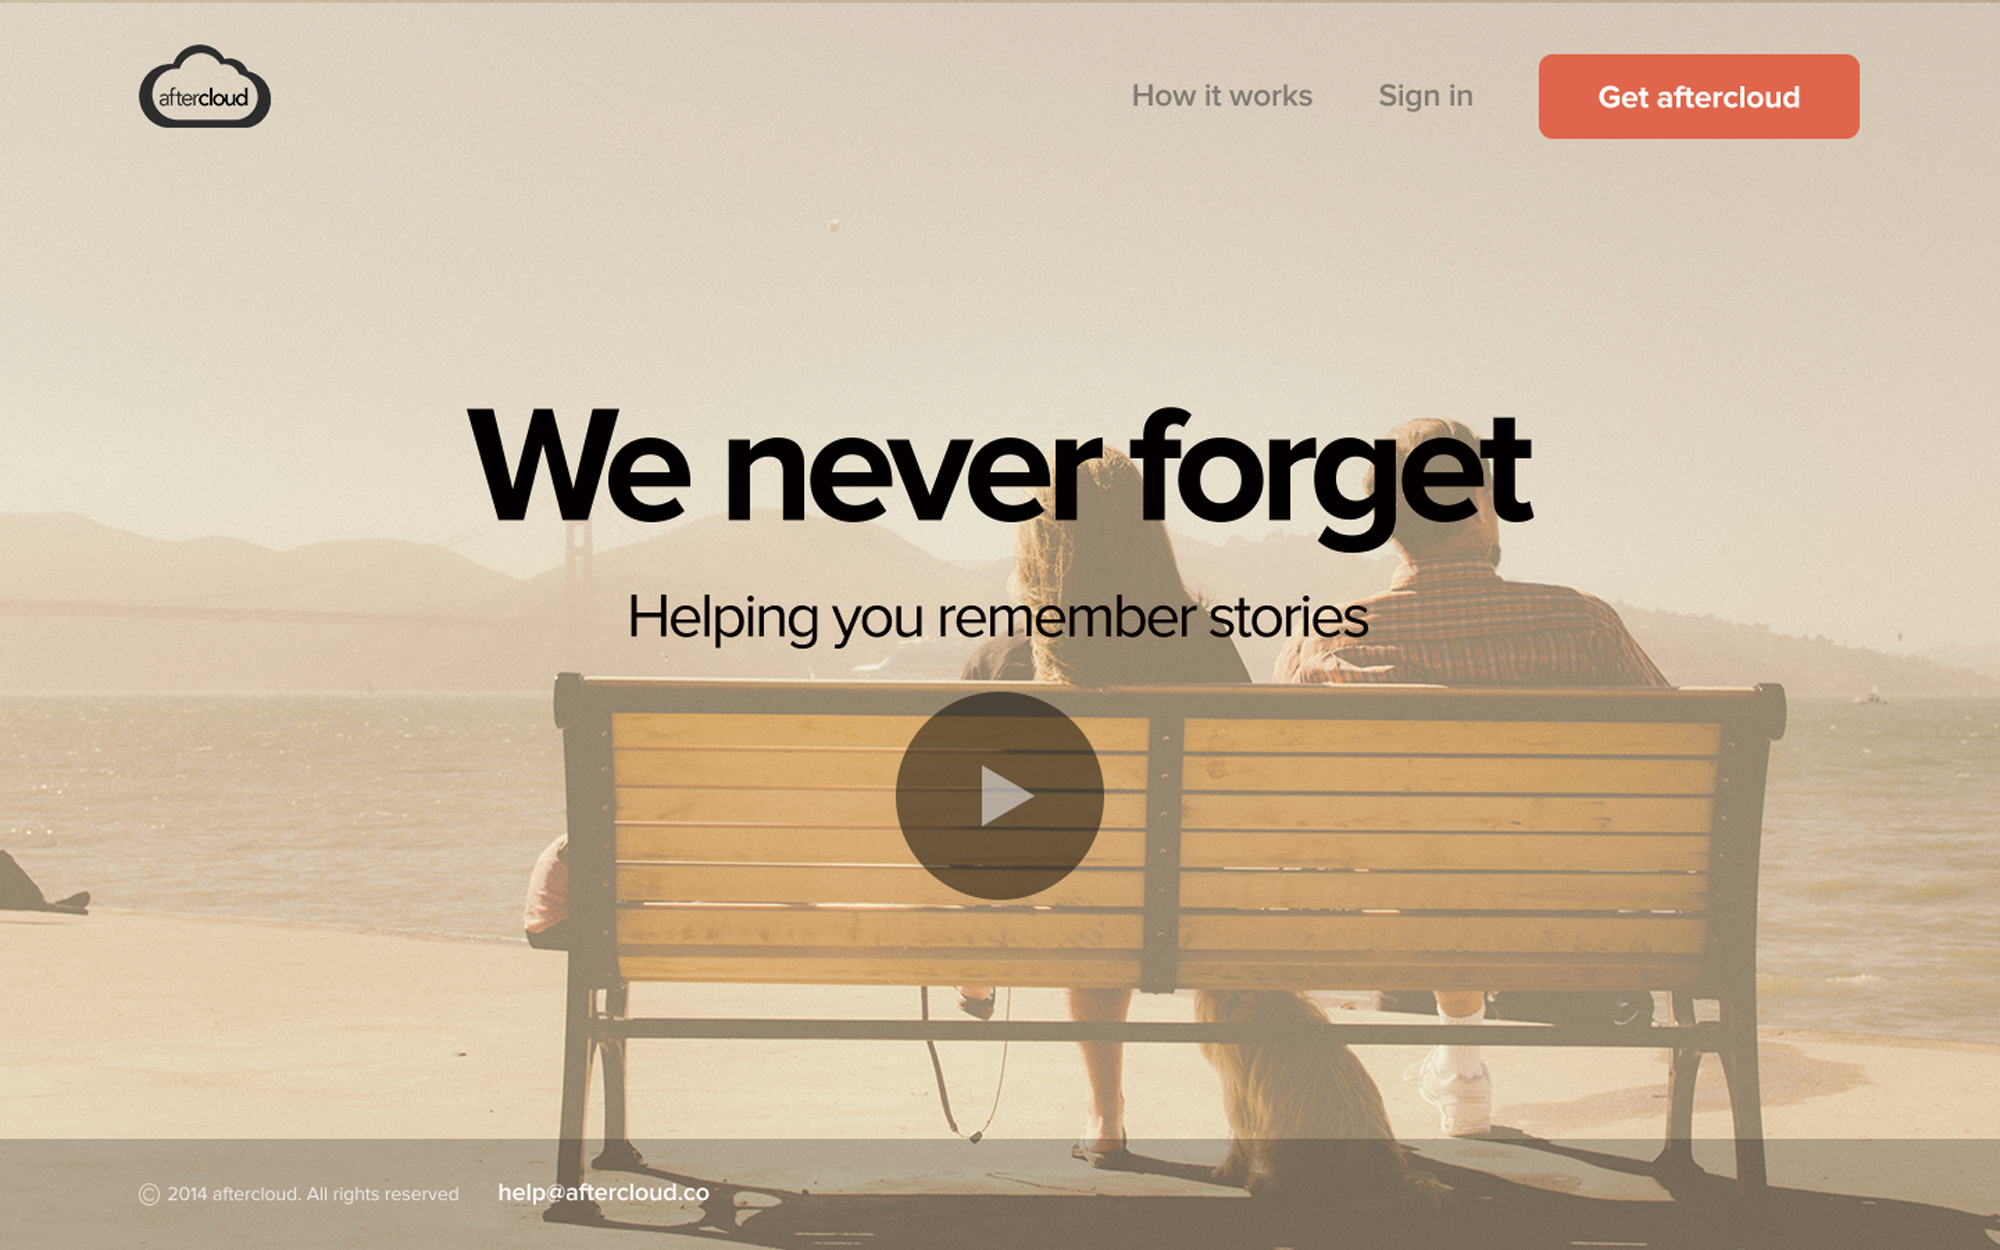 aftercloud
How it works
Sign in
Get aftercloud
We never forget
Helping you remember stories
© 2014 aftercloud. All rights reserved
help@aftercloud.co